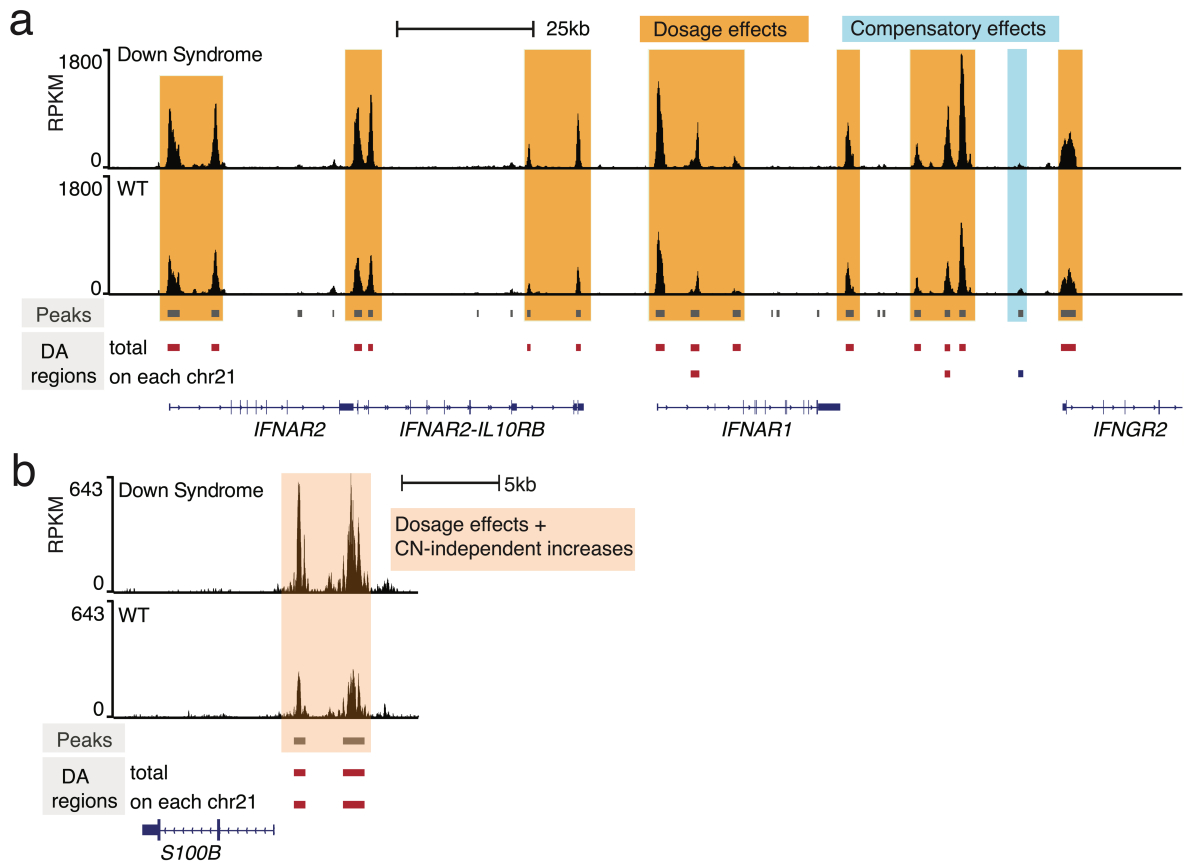 a
25kb
Dosage effects
Compensatory effects
1800
Down Syndrome
RPKM
0
1800
WT
0
Peaks
DA regions
total
on each chr21
IFNAR2
IFNAR2-IL10RB
IFNAR1
IFNGR2
b
643
Down Syndrome
5kb
RPKM
Dosage effects +
CN-independent increases
0
643
WT
0
Peaks
DA
regions
total
on each chr21
S100B